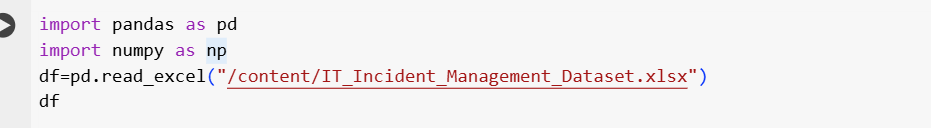 import pandas as pd
import numpy as np
df=pd.read_excel("/content/IT_Incident_Management_Dataset.xlsx")
df